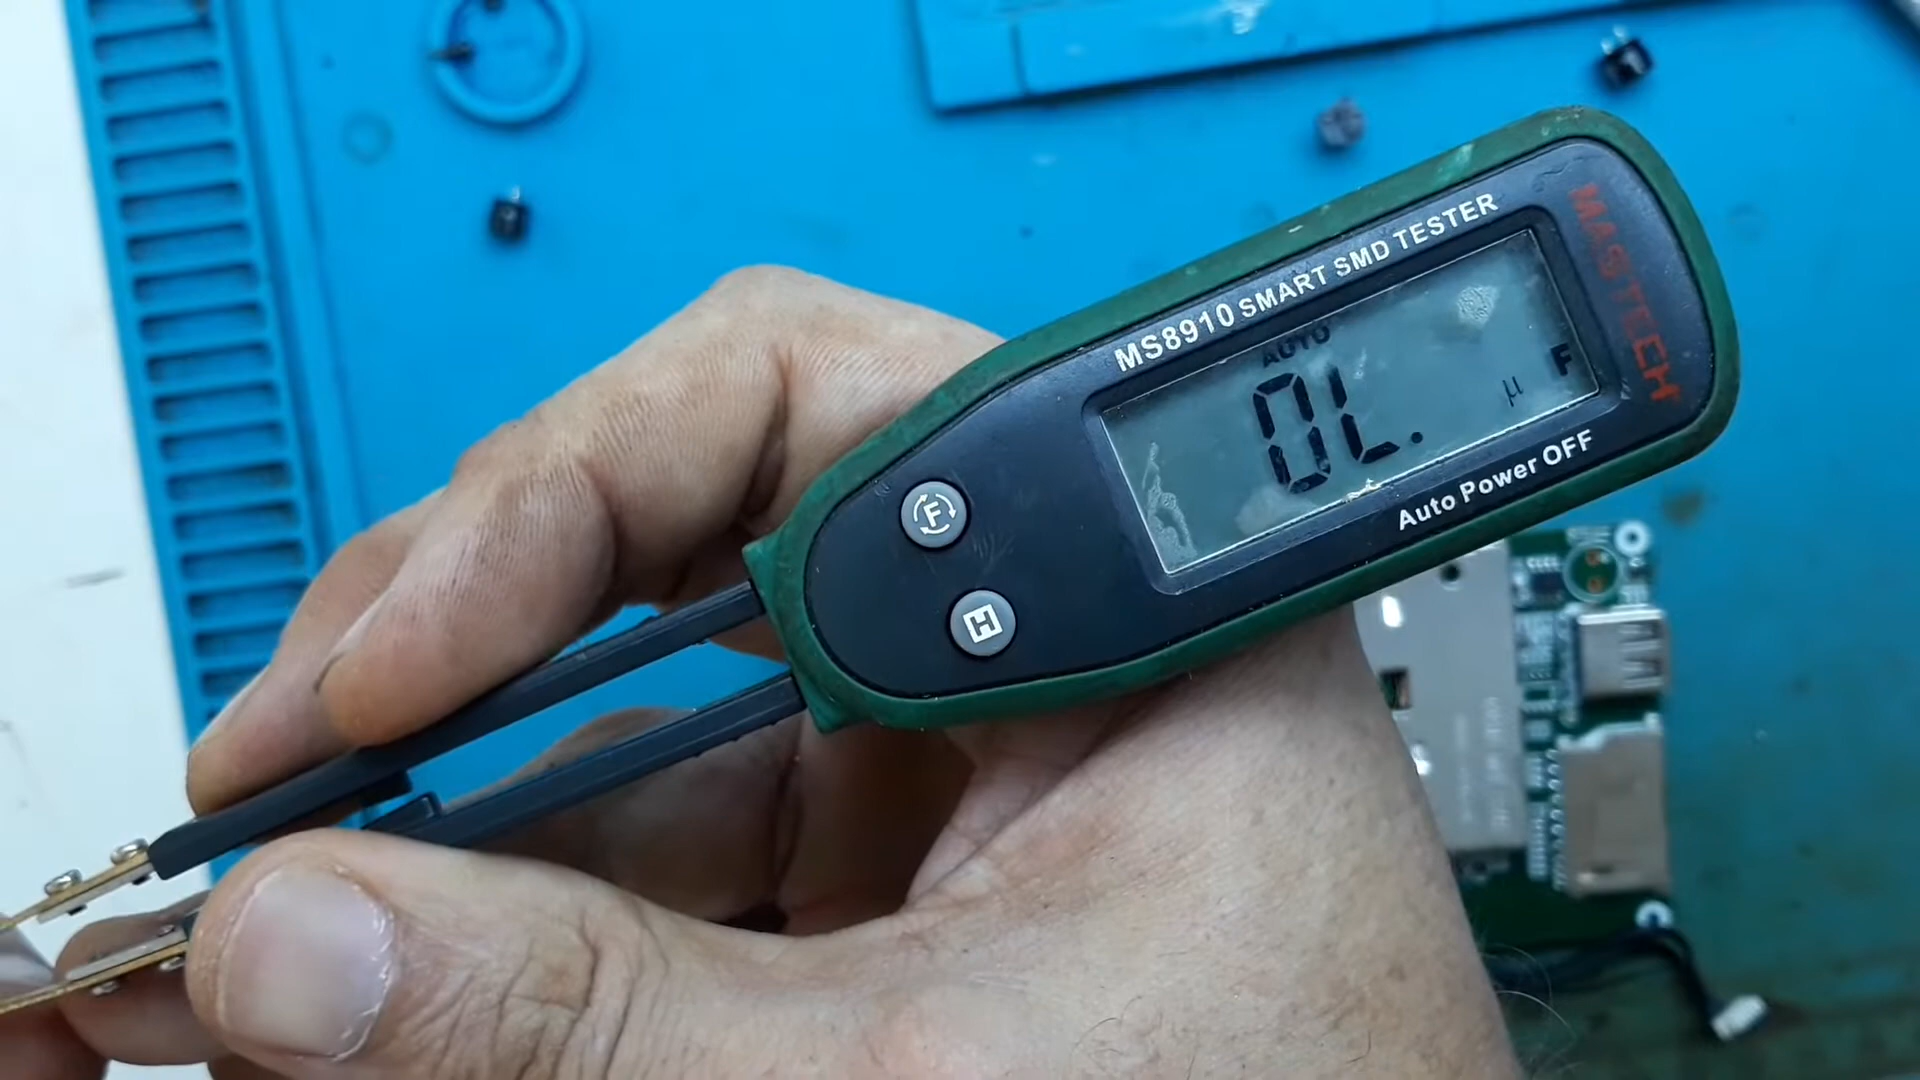 MS8910 SMART SMD TESTER
MASTECH
AUTO
0L.
µ F
Auto Power OFF
F
H